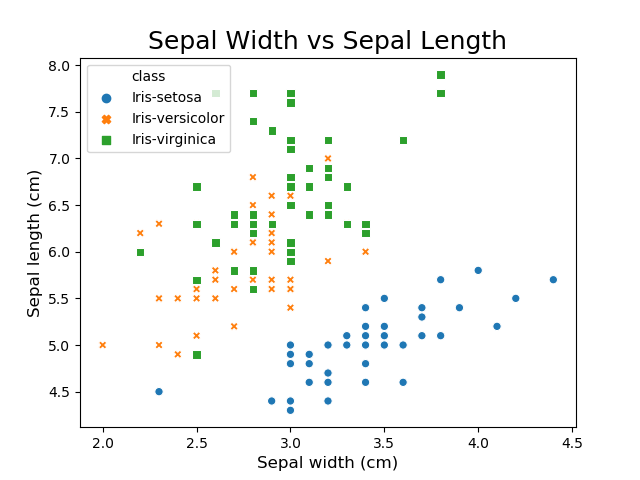 Sepal Width vs Sepal Length
class
Iris-setosa
Iris-versicolor
Iris-virginica
Sepal length (cm)
8.0
7.5
7.0
6.5
6.0
5.5
5.0
4.5
2.0 2.5 3.0 3.5 4.0 4.5
Sepal width (cm)